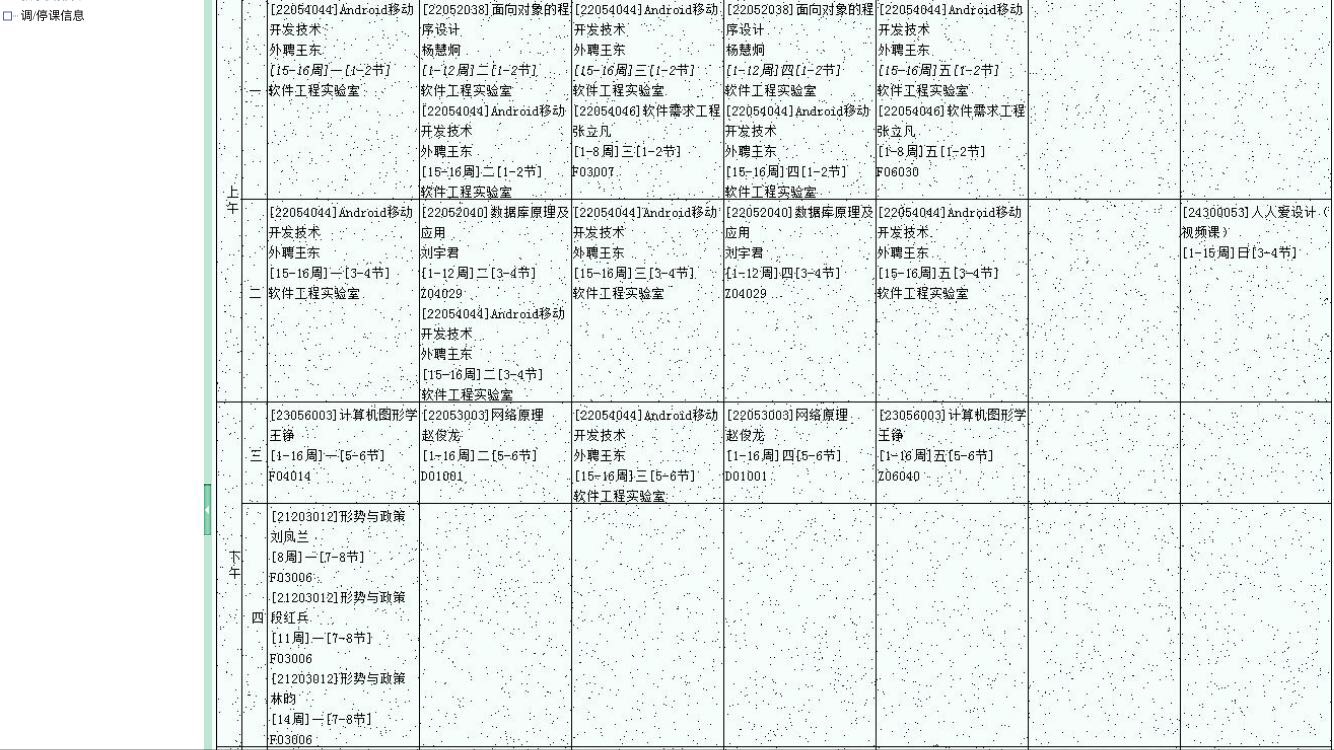 调/停课信息
上午
一
[22054044]Android移动
开发技术
外聘王东
[15-16周]一[1-2节]
软件工程实验室
[22052038]面向对象的程
序设计
杨慧炯
[1-12周]二[1-2节]
软件工程实验室
[22054044]Android移动
开发技术
外聘王东
[15-16周]二[1-2节]
软件工程实验室
[22054044]Android移动
开发技术
外聘王东
[15-16周]三[1-2节]
软件工程实验室
[22054046]软件需求工程
张立凡
[1-8周]三[1-2节]
F03007
[22052038]面向对象的程
序设计
杨慧炯
[1-12周]四[1-2节]
软件工程实验室
[22054044]Android移动
开发技术
外聘王东
[15-16周]四[1-2节]
软件工程实验室
[22054044]Android移动
开发技术
外聘王东
[15-16周]五[1-2节]
软件工程实验室
[22054046]软件需求工程
张立凡
[1-8周]五[1-2节]
F06030
二
[22054044]Android移动
开发技术
外聘王东
[15-16周]一[3-4节]
软件工程实验室
[22052040]数据库原理及
应用
刘宇君
[1-12周]二[3-4节]
Z04029
[22054044]Android移动
开发技术
外聘王东
[15-16周]二[3-4节]
软件工程实验室
[22054044]Android移动
开发技术
外聘王东
[15-16周]三[3-4节]
软件工程实验室
[22052040]数据库原理及
应用
刘宇君
[1-12周]四[3-4节]
Z04029
[22054044]Android移动
开发技术
外聘王东
[15-16周]五[3-4节]
软件工程实验室
[24300053]人人爱设计（
视频课）
[1-15周]日[3-4节]
下午
三
[23056003]计算机图形学
王铮
[1-16周]一[5-6节]
F04014
[22053003]网络原理
赵俊龙
[1-16周]二[5-6节]
D01001
[22054044]Android移动
开发技术
外聘王东
[15-16周]三[5-6节]
软件工程实验室
[22053003]网络原理
赵俊龙
[1-16周]四[5-6节]
D01001
[23056003]计算机图形学
王铮
[1-16周]五[5-6节]
Z06040
四
[21203012]形势与政策
刘凤兰
[8周]一[7-8节]
F03006
[21203012]形势与政策
段红兵
[11周]一[7-8节]
F03006
[21203012]形势与政策
林昀
[14周]一[7-8节]
F03006